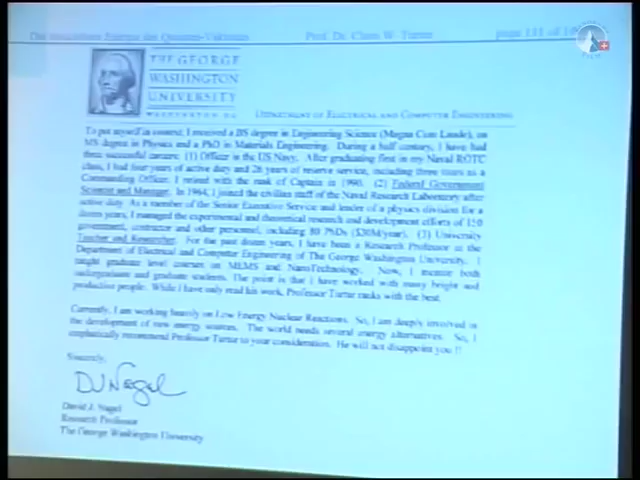 Prof. Dr. Claus W. Turtur
page 111 of
THE GEORGE
WASHINGTON
UNIVERSITY
WASHINGTON DC
DEPARTMENT OF ELECTRICAL AND COMPUTER ENGINEERING
To put myself in context, I received a BS degree in Engineering Science (Magna Cum Laude), an
MS degree in Physics and a PhD in Materials Engineering. During a half century, I have had
three successful careers: (1) Officer in the US Navy. After graduating first in my Naval ROTC
class, I had four years of active duty and 26 years of reserve service, including three tours as a
Commanding Officer. I retired with the rank of Captain in 1990. (2) Federal Government
Scientist and Manager. In 1964, I joined the civilian staff of the Naval Research Laboratory after
active duty. As a member of the Senior Executive Service and leader of a physics division for a
dozen years, I managed the experimental and theoretical research and development efforts of 150
government, contractor and other personnel, including 80 PhDs ($20M/year). (3) University
Teacher and Researcher. For the past dozen years, I have been a Research Professor in the
Department of Electrical and Computer Engineering of The George Washington University. I
taught graduate level courses on MEMS and NanoTechnology. Now, I mentor both
undergraduate and graduate students. The point is that I have worked with many bright and
productive people. While I have only read his work, Professor Turtur ranks with the best.
Currently, I am working heavily on Low Energy Nuclear Reactions. So, I am deeply involved in
the development of new energy sources. The world needs several energy alternatives. So, I
emphatically recommend Professor Turtur to your consideration. He will not disappoint you !!
Sincerely,
DJ Nagel
David J. Nagel
Research Professor
The George Washington University